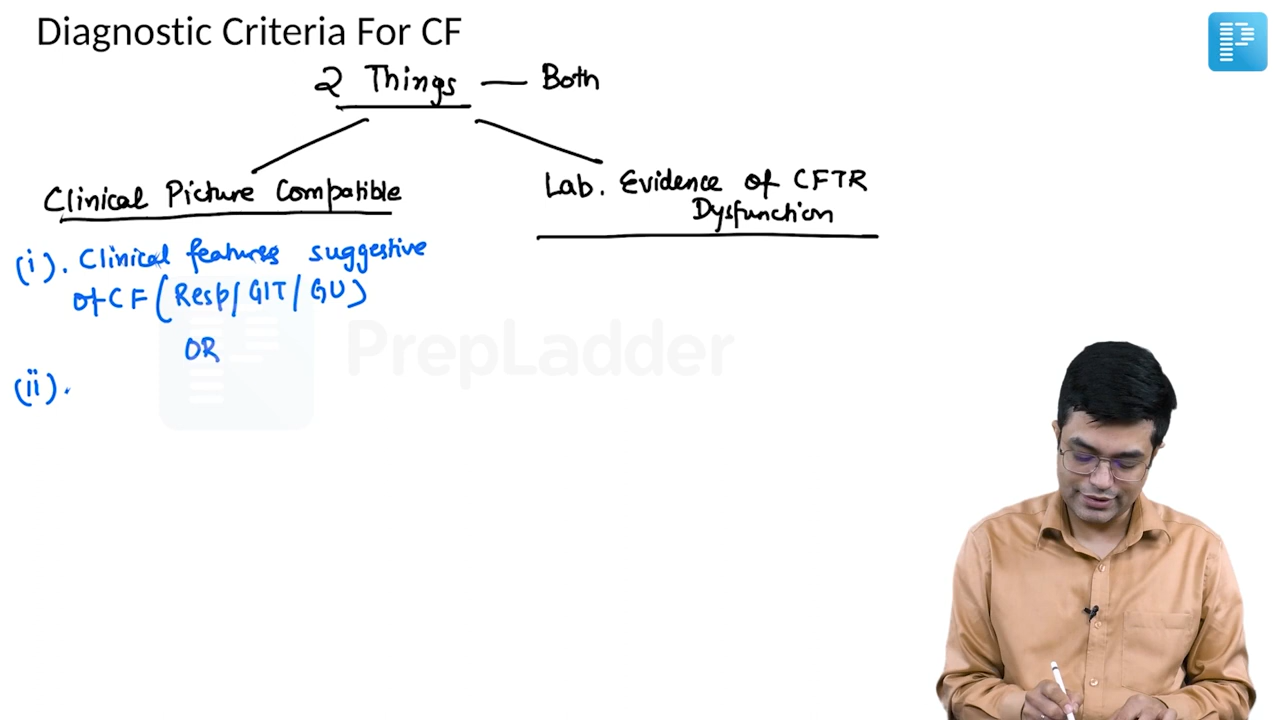 Diagnostic Criteria For CF
2 Things — Both
Clinical Picture Compatible
Lab. Evidence of CFTR
Dysfunction
(i). Clinical features suggestive
of CF (Resp/GIT/GU)
OR
(ii).
PrepLadder